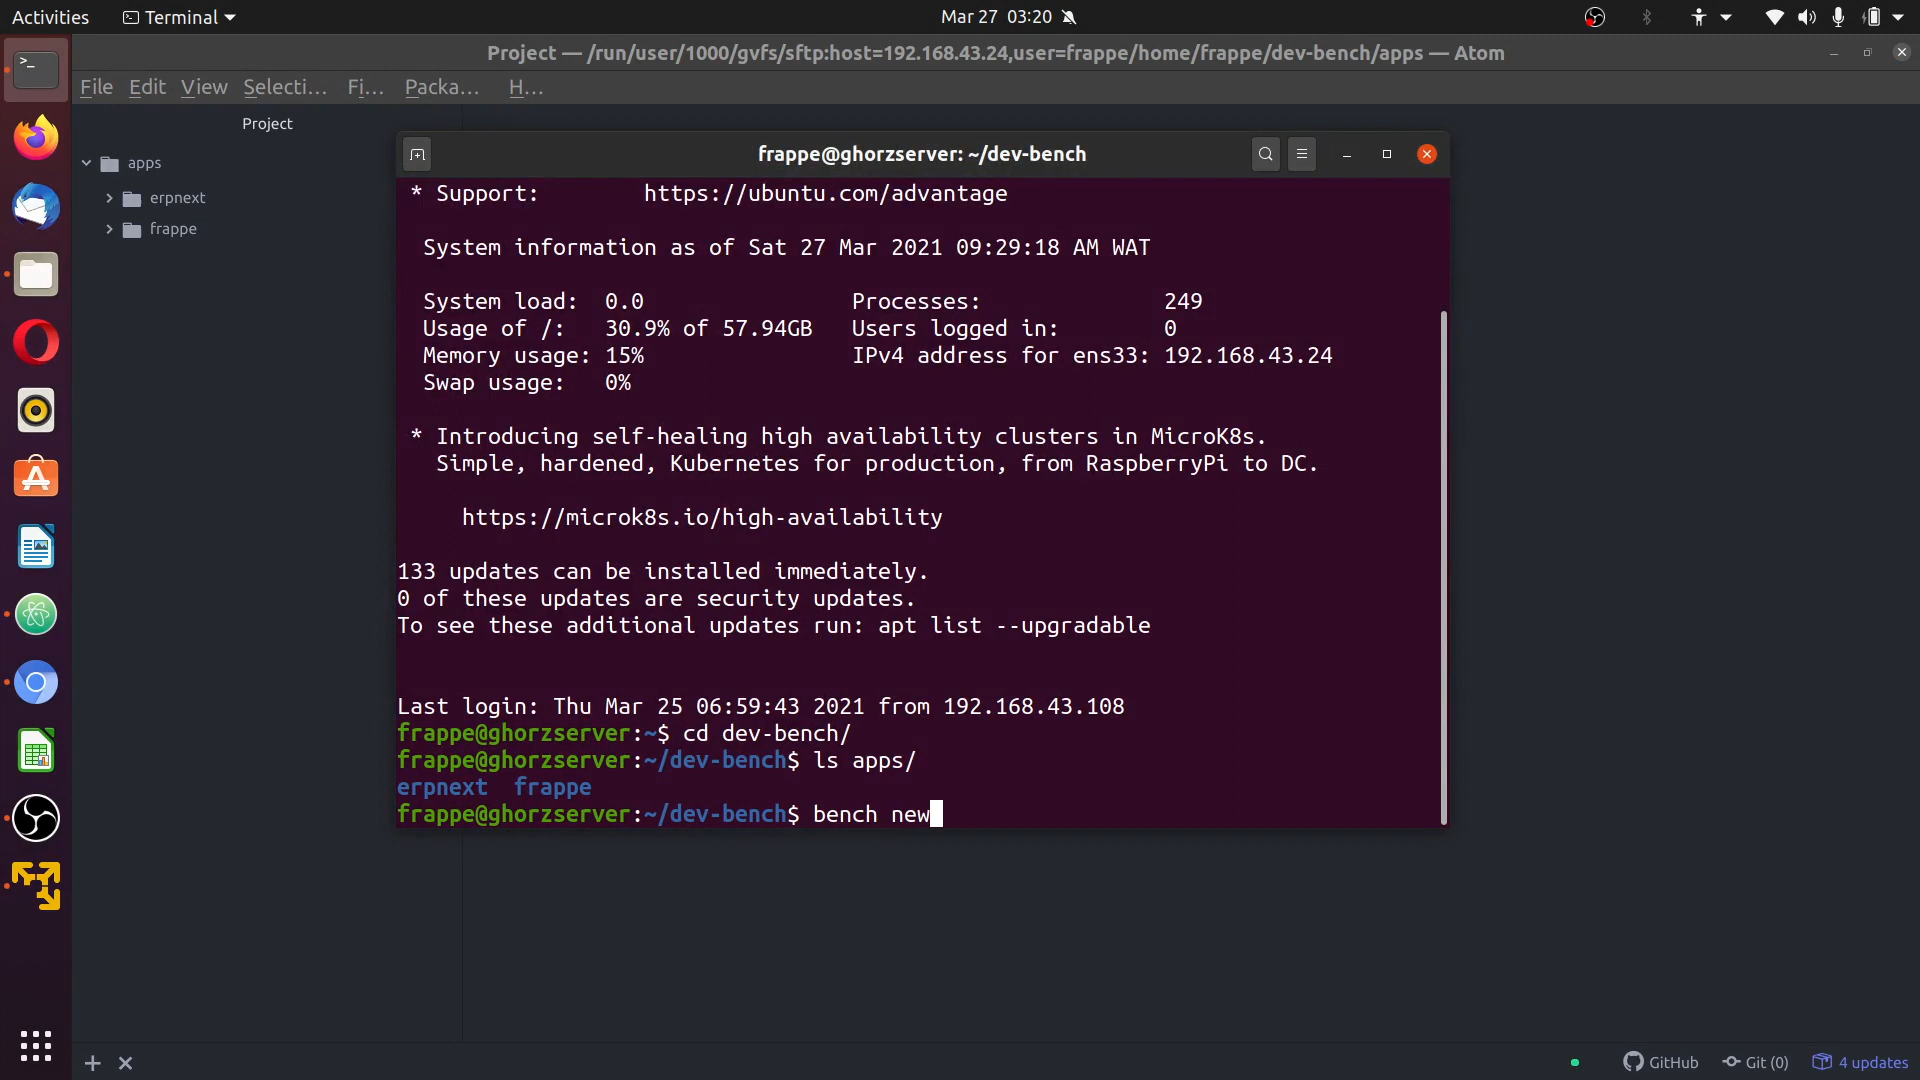 Activities Terminal Mar 27 03:20
Project — /run/user/1000/gvfs/sftp:host=192.168.43.24,user=frappe/home/frappe/dev-bench/apps — Atom
File Edit View Selecti… Fi… Packa… H…
Project
apps
erpnext
frappe
frappe@ghorzserver: ~/dev-bench
* Support: https://ubuntu.com/advantage
System information as of Sat 27 Mar 2021 09:29:18 AM WAT
System load: 0.0 Processes: 249
Usage of /: 30.9% of 57.94GB Users logged in: 0
Memory usage: 15% IPv4 address for ens33: 192.168.43.24
Swap usage: 0%
* Introducing self-healing high availability clusters in MicroK8s.
Simple, hardened, Kubernetes for production, from RaspberryPi to DC.
https://microk8s.io/high-availability
133 updates can be installed immediately.
0 of these updates are security updates.
To see these additional updates run: apt list --upgradable
Last login: Thu Mar 25 06:59:43 2021 from 192.168.43.108
frappe@ghorzserver:~$ cd dev-bench/
frappe@ghorzserver:~/dev-bench$ ls apps/
erpnext frappe
frappe@ghorzserver:~/dev-bench$ bench new
GitHub Git (0) 4 updates